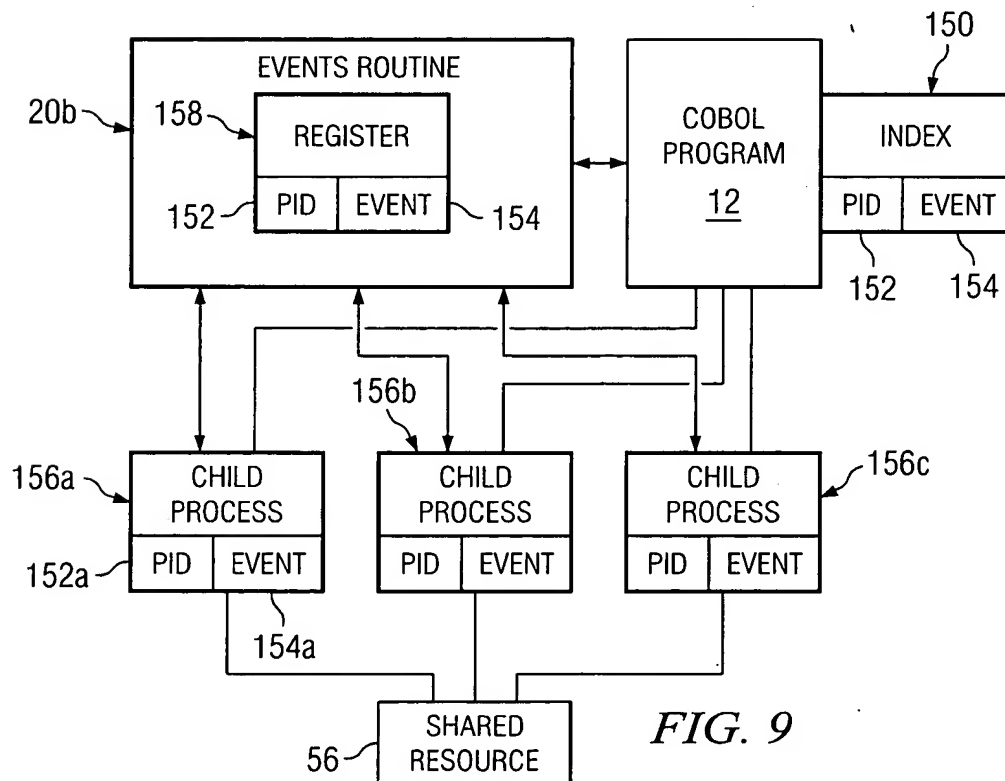 EVENTS ROUTINE
20b
158
REGISTER
152
PID
EVENT
154
COBOL
PROGRAM
12
150
INDEX
PID
EVENT
152
154
156a
CHILD
PROCESS
152a
PID
EVENT
154a
156b
CHILD
PROCESS
PID
EVENT
156c
CHILD
PROCESS
PID
EVENT
56
SHARED
RESOURCE
FIG. 9